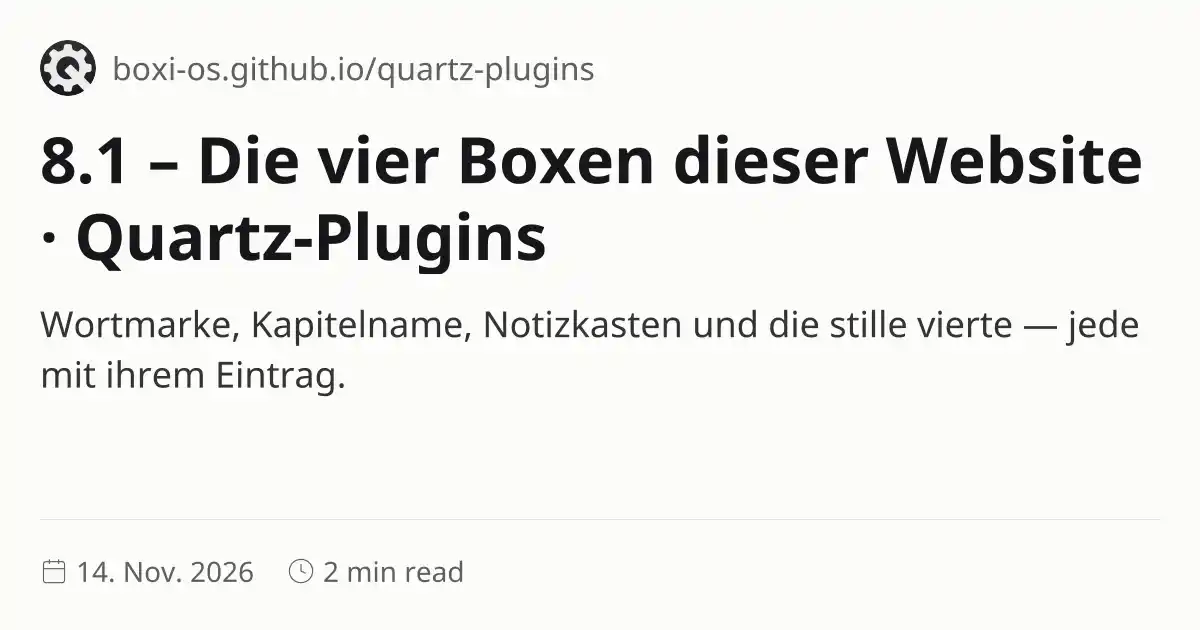 boxi-os.github.io/quartz-plugins
8.1 – Die vier Boxen dieser Website
· Quartz-Plugins
Wortmarke, Kapitelname, Notizkasten und die stille vierte — jede
mit ihrem Eintrag.
14. Nov. 2026 2 min read